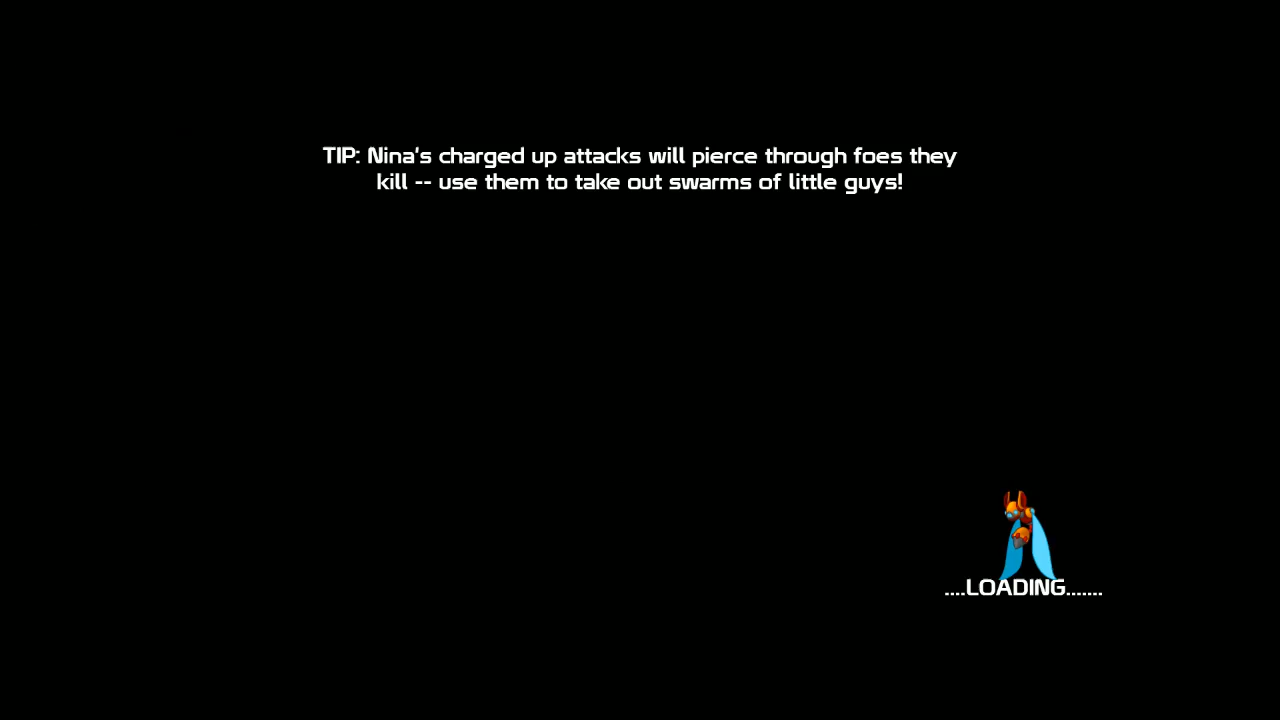 TIP: Nina's charged up attacks will pierce through foes they
kill -- use them to take out swarms of little guys!
....LOADING.......